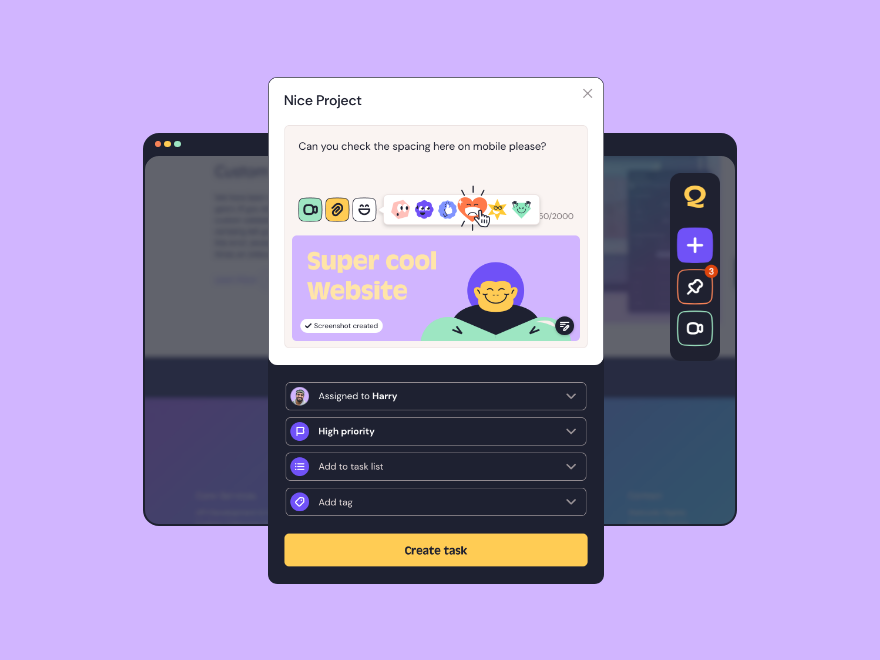 Nice Project
Can you check the spacing here on mobile please?
50/2000
Super cool
Website
Screenshot created
3
Assigned to Harry
High priority
Add to task list
Add tag
Create task